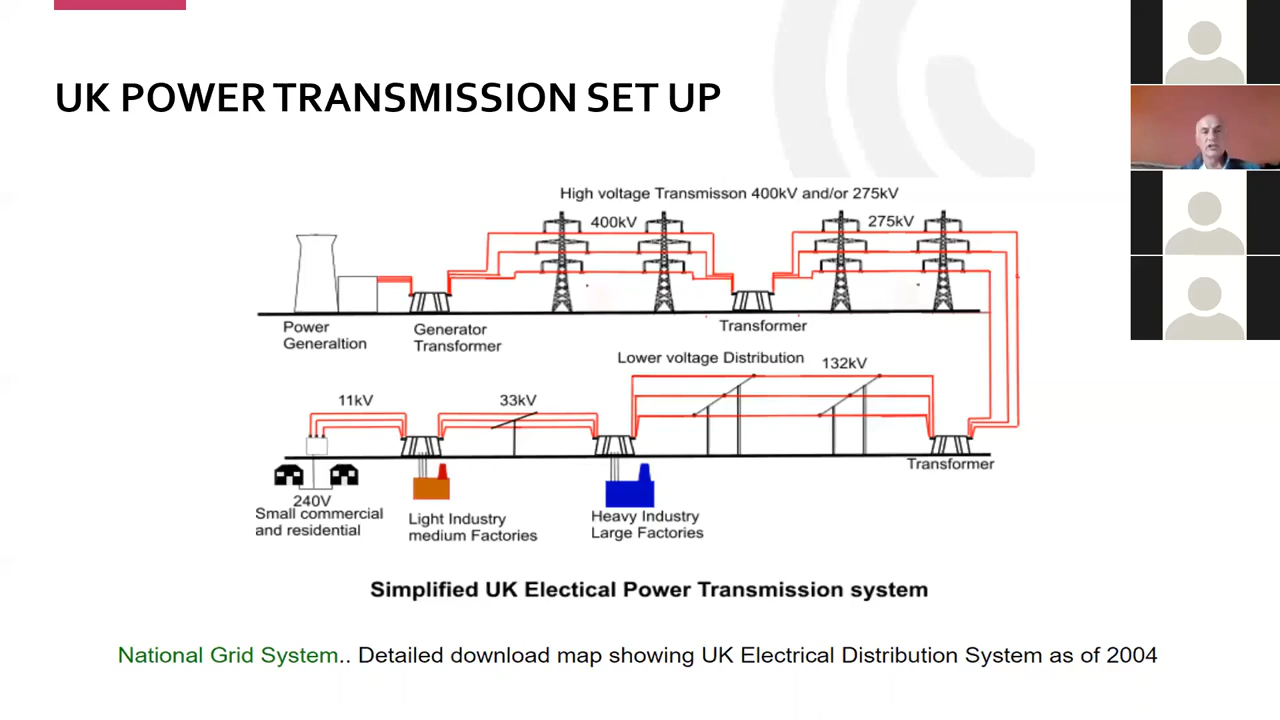 UK POWER TRANSMISSION SET UP
High voltage Transmisson 400kV and/or 275kV
400kV
275kV
Power
Generaltion
Generator
Transformer
Transformer
Lower voltage Distribution
132kV
11kV
33kV
Transformer
240V
Small commercial
and residential
Light Industry
medium Factories
Heavy Industry
Large Factories
Simplified UK Electical Power Transmission system
National Grid System.. Detailed download map showing UK Electrical Distribution System as of 2004